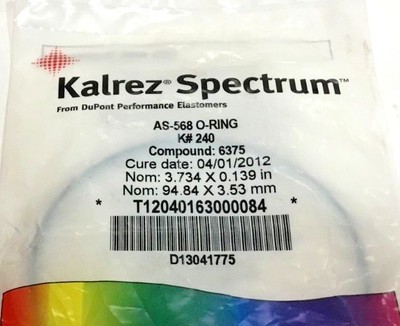 Kalrez® Spectrum™
From DuPont Performance Elastomers
AS-568 O-RING
K# 240
Compound: 6375
Cure date: 04/01/2012
Nom: 3.734 X 0.139 in
Nom: 94.84 X 3.53 mm
* T12040163000084 *
D13041775